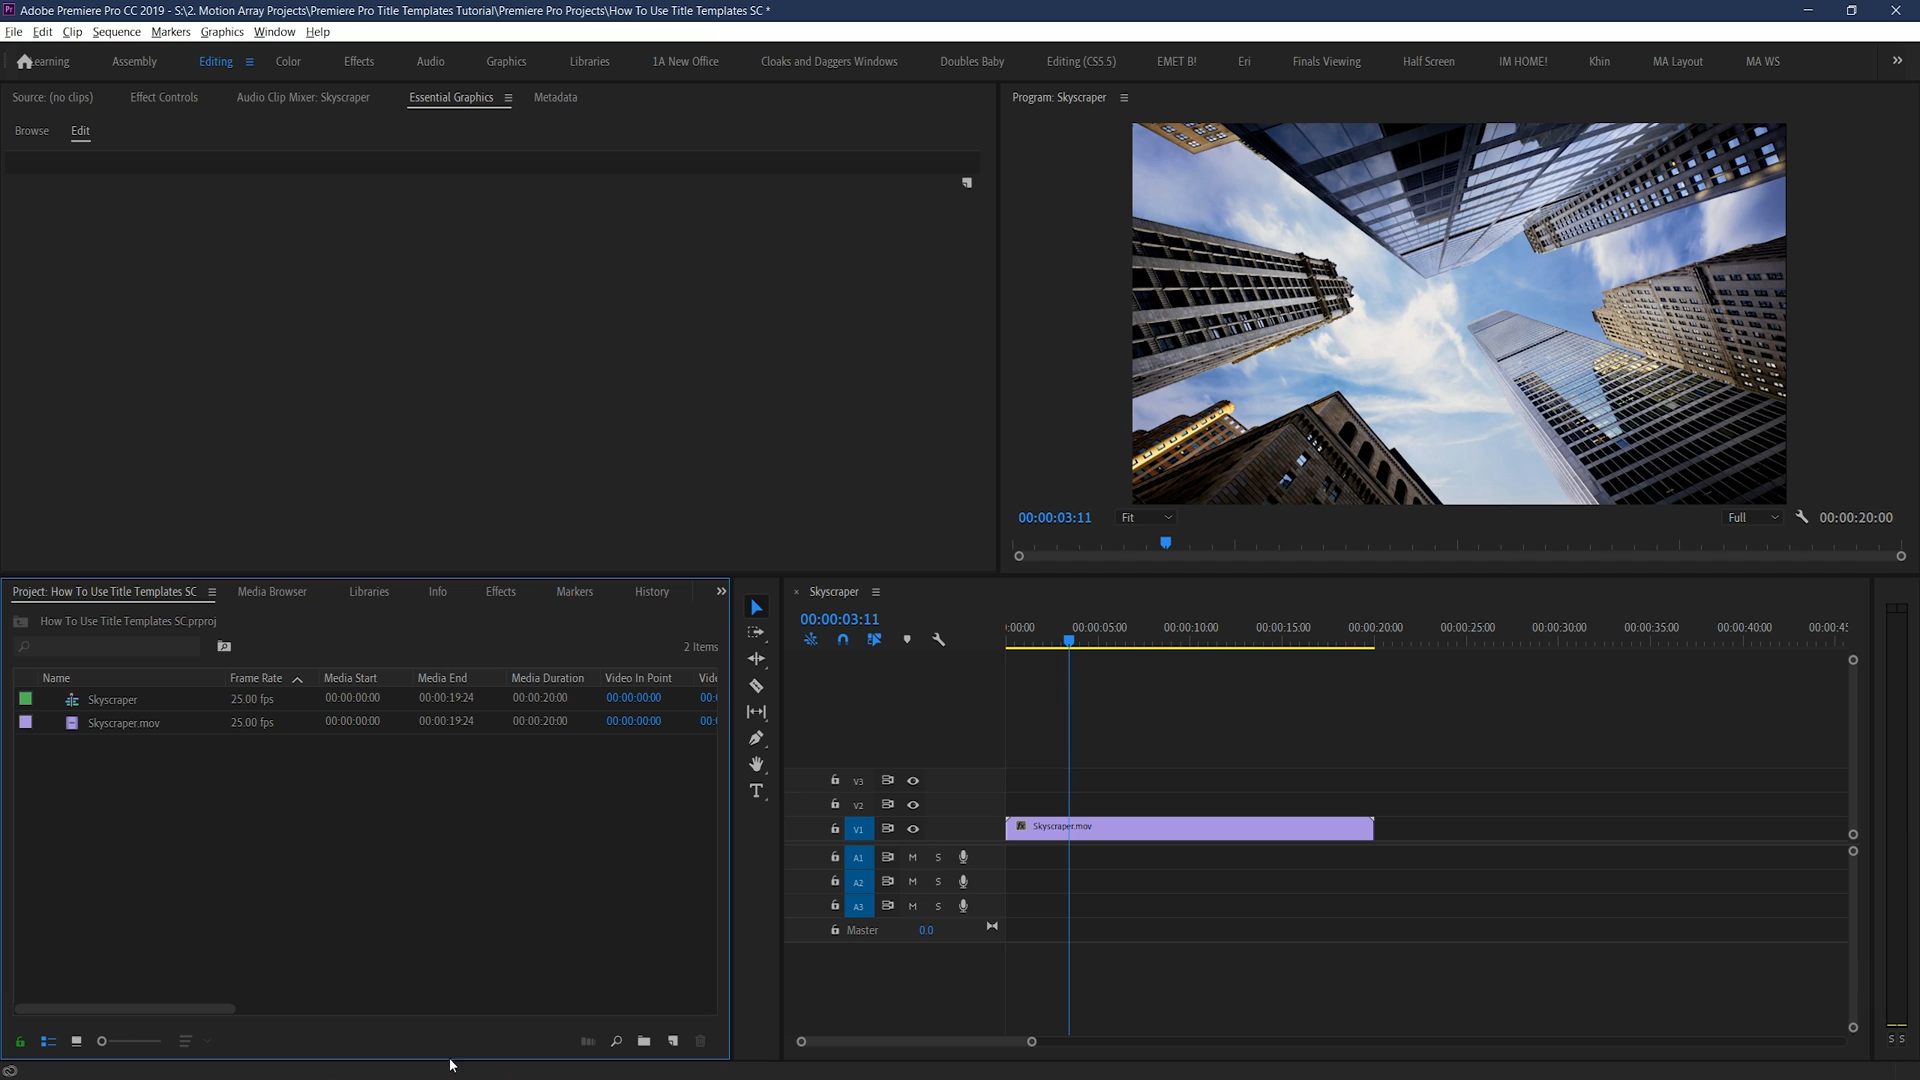 Adobe Premiere Pro CC 2019 - S:\2. Motion Array Projects\Premiere Pro Title Templates Tutorial\Premiere Pro Projects\How To Use Title Templates SC *
File Edit Clip Sequence Markers Graphics Window Help
earning Assembly Editing Color Effects Audio Graphics Libraries 1A New Office Cloaks and Daggers Windows Doubles Baby Editing (CS5.5) EMET B! Eri Finals Viewing Half Screen IM HOME! Khin MA Layout MA WS
Source: (no clips) Effect Controls Audio Clip Mixer: Skyscraper Essential Graphics Metadata
Browse Edit
Program: Skyscraper
00:00:03:11 Fit Full 00:00:20:00
Project: How To Use Title Templates SC Media Browser Libraries Info Effects Markers History
How To Use Title Templates SC.prproj
2 Items
Name Frame Rate Media Start Media End Media Duration Video In Point Vide
Skyscraper 25.00 fps 00:00:00:00 00:00:19:24 00:00:20:00 00:00:00:00 00:
Skyscraper.mov 25.00 fps 00:00:00:00 00:00:19:24 00:00:20:00 00:00:00:00 00:
Skyscraper
00:00:03:11
:00:00 00:00:05:00 00:00:10:00 00:00:15:00 00:00:20:00 00:00:25:00 00:00:30:00 00:00:35:00 00:00:40:00 00:00:45
V3
V2
V1 Skyscraper.mov
A1 M S
A2 M S
A3 M S
Master 0.0
S S